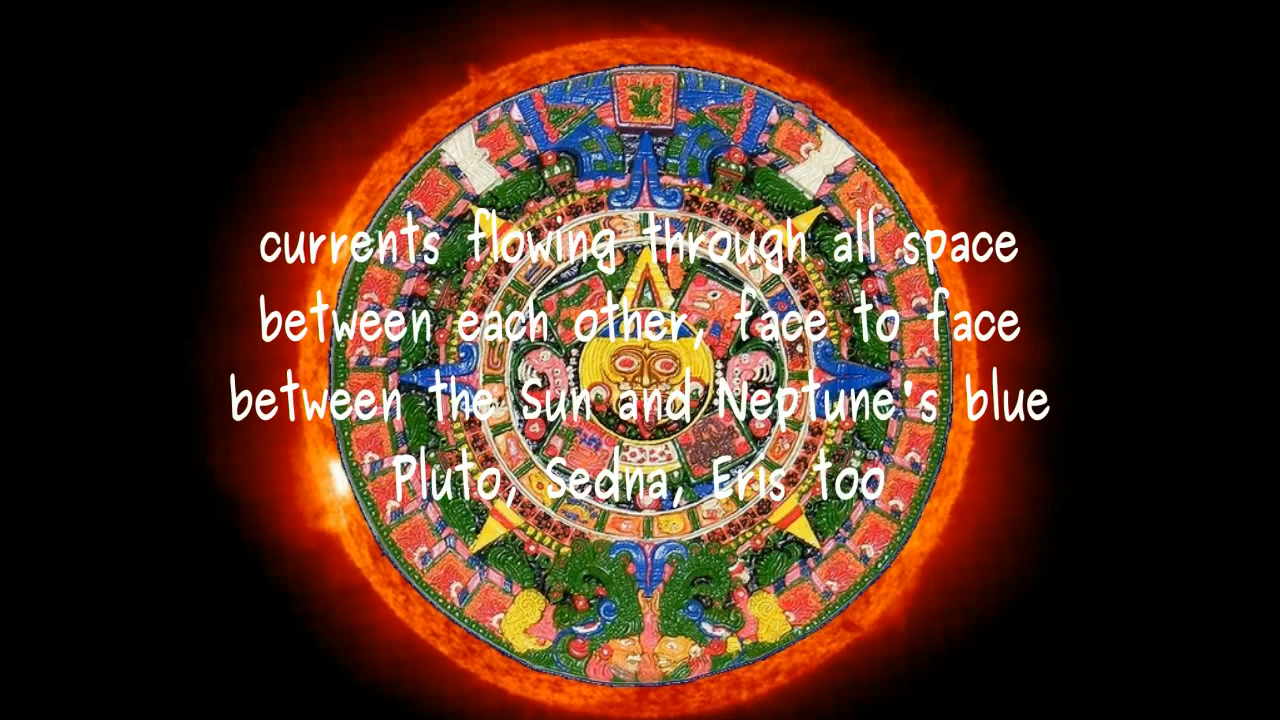 currents flowing through all space
between each other, face to face
between the Sun and Neptune's blue
Pluto, Sedna, Eris too